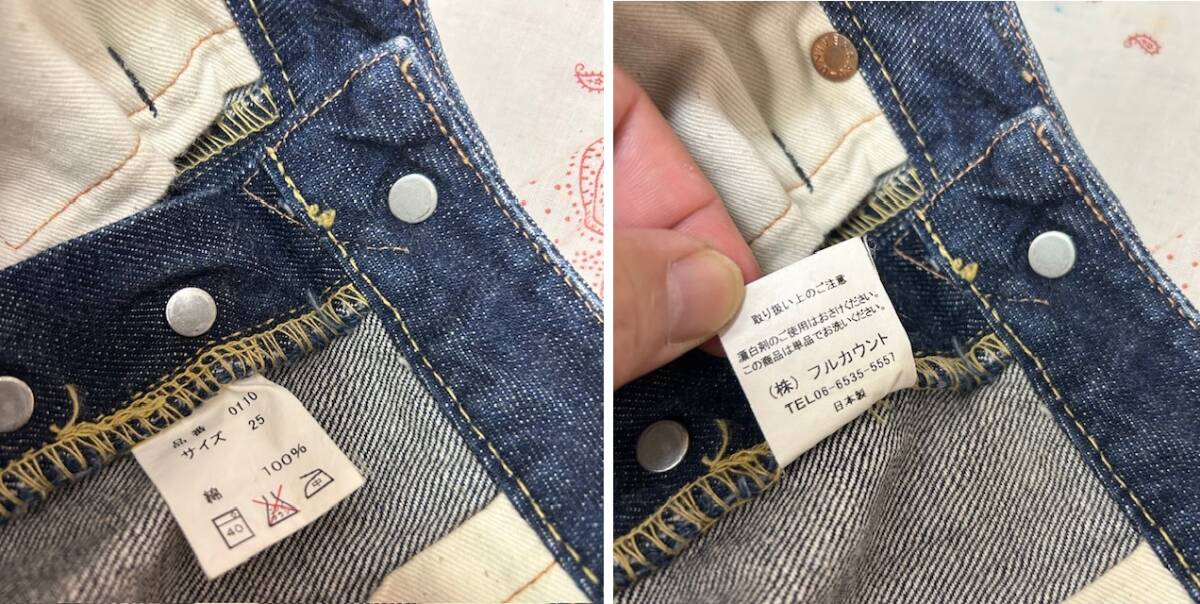 品番 0110
サイズ 25
綿 100%
40
中
取り扱い上のご注意
漂白剤のご使用はおさけください。
この商品は単品でお洗いください。
(株) フルカウント
TEL06-6535-5557
日本製